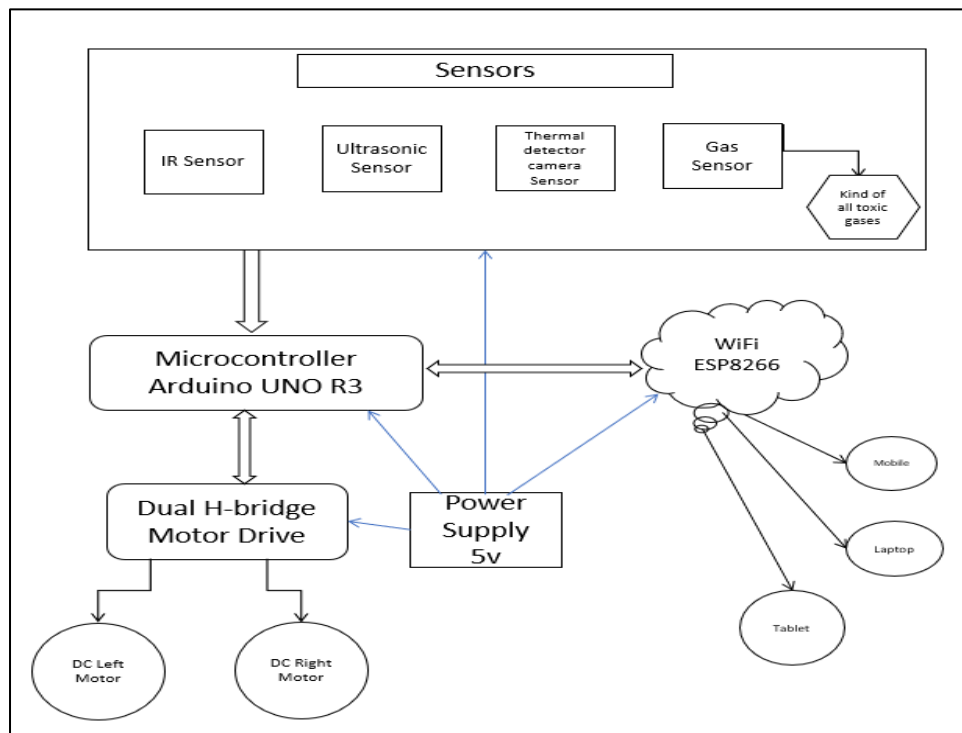 Sensors
IR Sensor
Ultrasonic
Sensor
Thermal
detector
camera
Sensor
Gas
Sensor
Kind of
all toxic
gases
Microcontroller
Arduino UNO R3
WiFi
ESP8266
Dual H-bridge
Motor Drive
Power
Supply
5v
Mobile
Laptop
Tablet
DC Left
Motor
DC Right
Motor